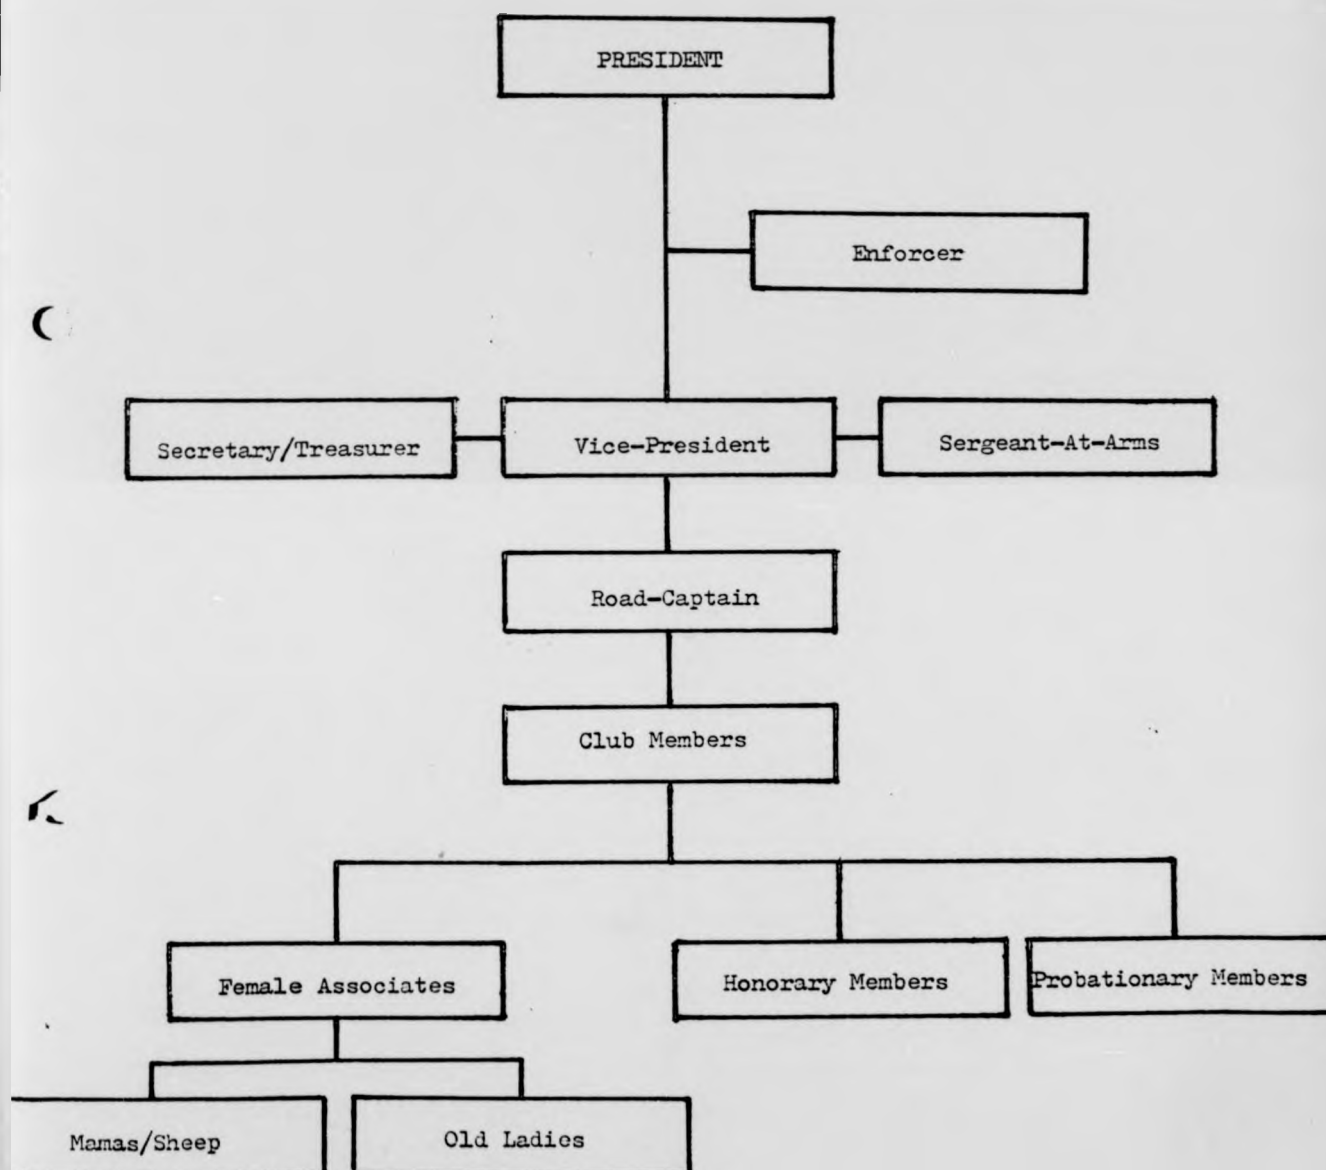 PRESIDENT
Enforcer
Secretary/Treasurer
Vice-President
Sergeant-At-Arms
Road-Captain
Club Members
Female Associates
Honorary Members
Probationary Members
Mamas/Sheep
Old Ladies